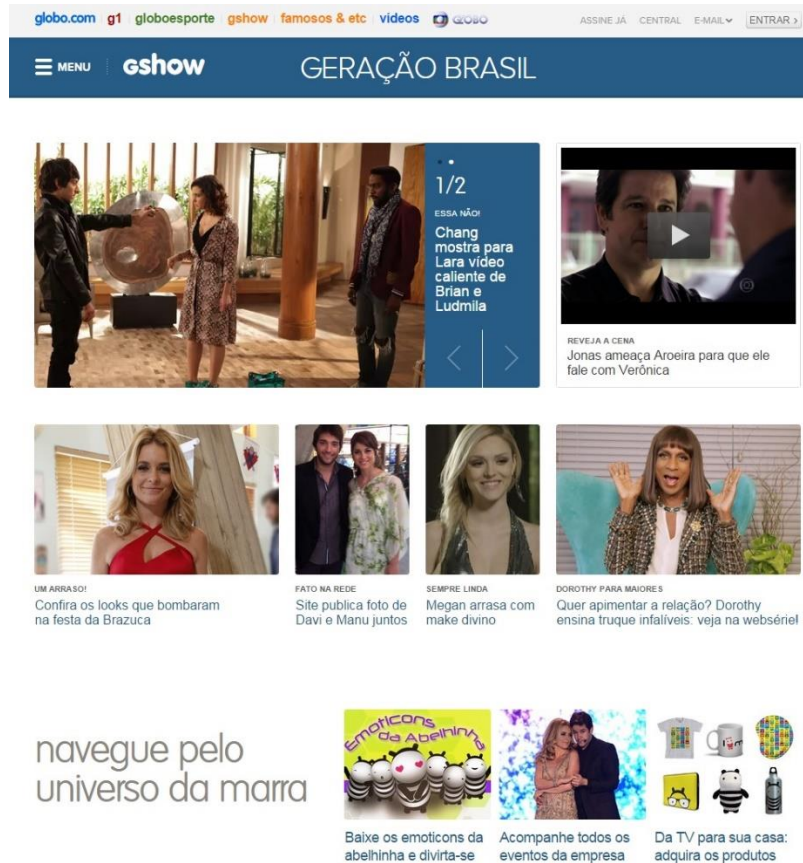 globo.com g1 globoesporte gshow famosos & etc vídeos GLOBO ASSINE JÁ CENTRAL E-MAIL ENTRAR ›
MENU Gshow GERAÇÃO BRASIL
1/2
ESSA NÃO!
Chang
mostra para
Lara vídeo
caliente de
Brian e
Ludmila
REVEJA A CENA
Jonas ameaça Aroeira para que ele
fale com Verônica
UM ARRASO!
Confira os looks que bombaram
na festa da Brazuca
FATO NA REDE
Site publica foto de
Davi e Manu juntos
SEMPRE LINDA
Megan arrasa com
make divino
DOROTHY PARA MAIORES
Quer apimentar a relação? Dorothy
ensina truque infalíveis: veja na websérie!
navegue pelo
universo da marra
Emoticons
da Abelhinha
Baixe os emoticons da
abelhinha e divirta-se
Acompanhe todos os
eventos da empresa
Da TV para sua casa:
adquira os produtos